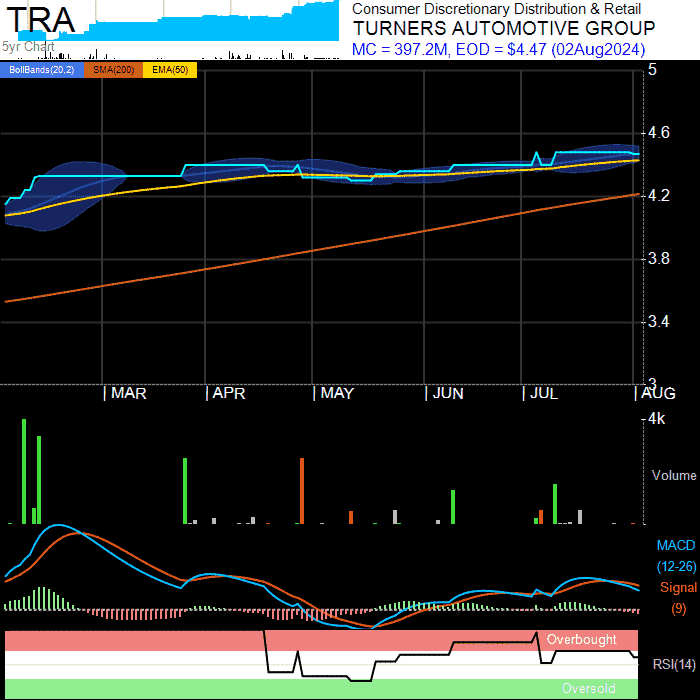 TRA
5yr Chart
Consumer Discretionary Distribution & Retail
TURNERS AUTOMOTIVE GROUP
MC = 397.2M, EOD = $4.47 (02Aug2024)
BollBands(20,2) SMA(200) EMA(50)
5
4.6
4.2
3.8
3.4
3
MAR APR MAY JUN JUL AUG
4k
Volume
MACD
(12-26)
Signal
(9)
Overbought
RSI(14)
Oversold